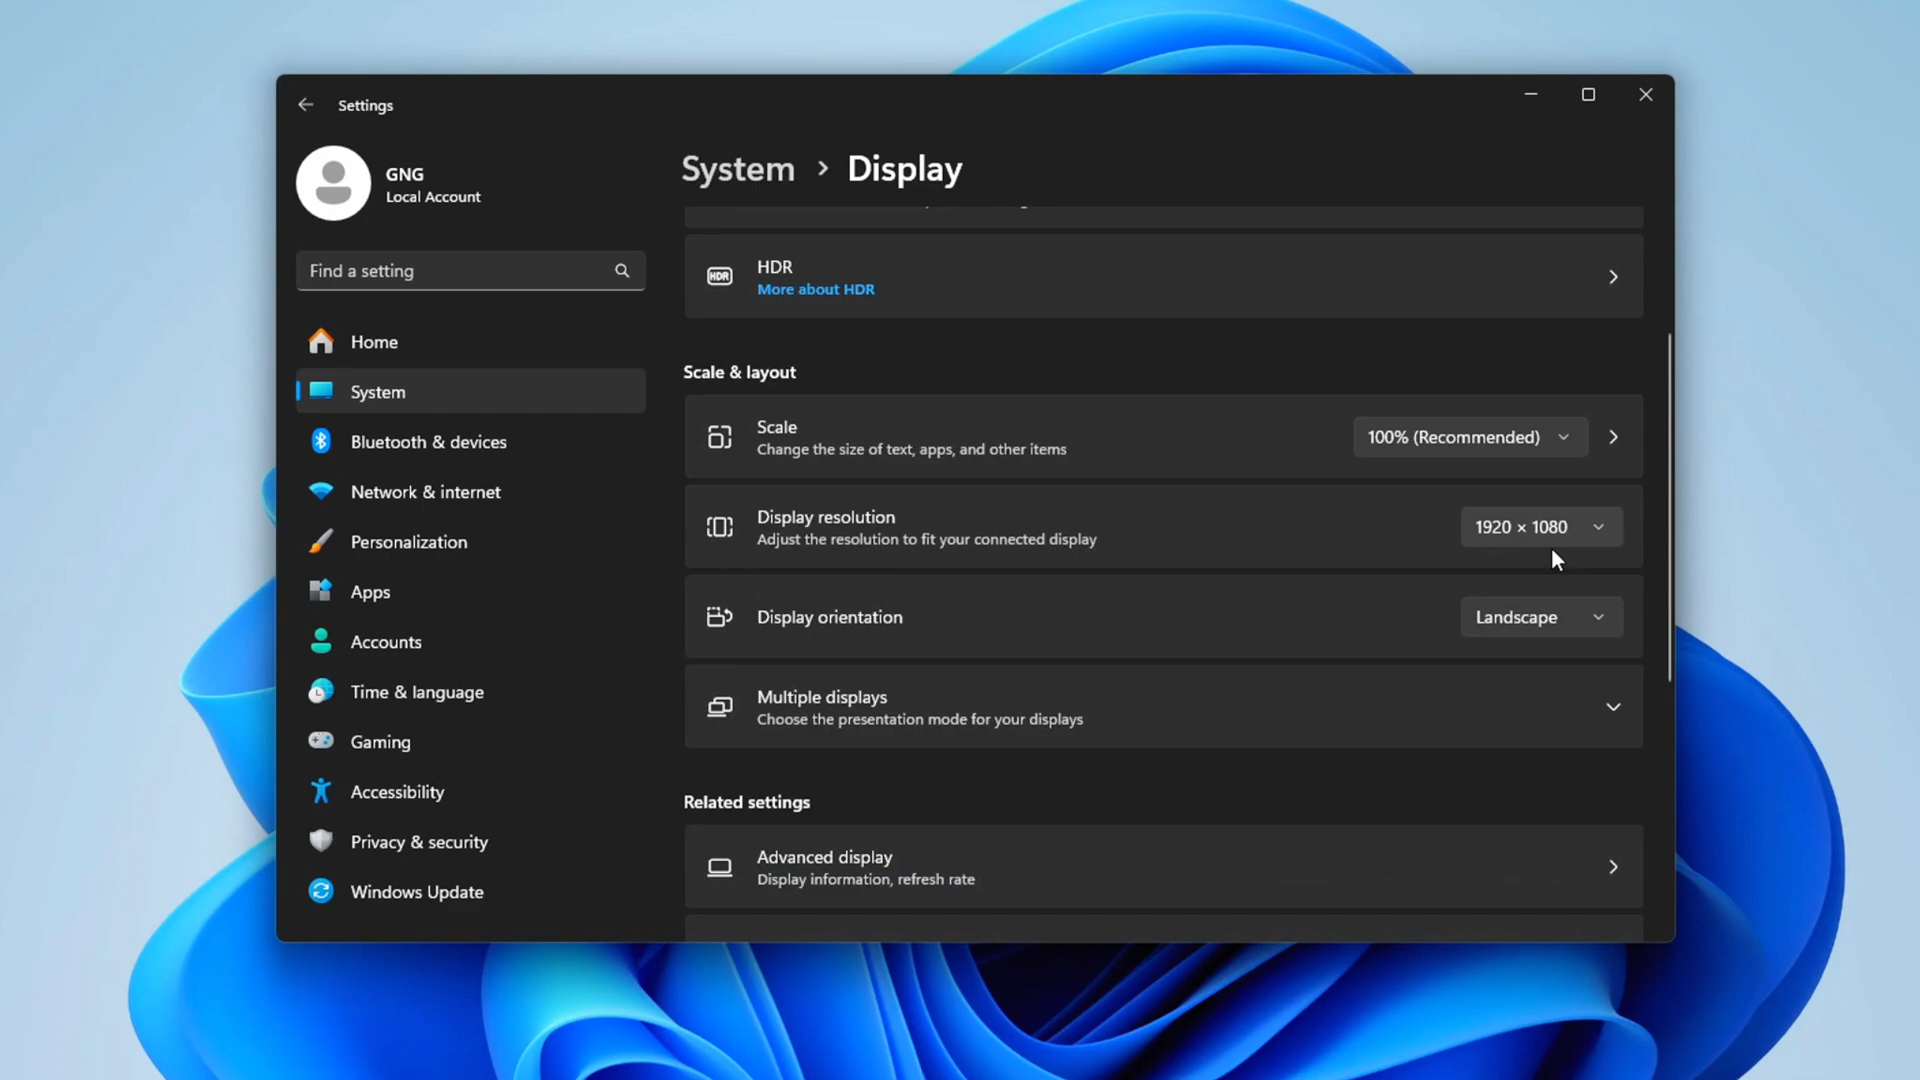 Settings
GNG
Local Account
Find a setting
Home
System
Bluetooth & devices
Network & internet
Personalization
Apps
Accounts
Time & language
Gaming
Accessibility
Privacy & security
Windows Update
System > Display
HDR
HDR
More about HDR
Scale & layout
Scale
Change the size of text, apps, and other items
100% (Recommended)
Display resolution
Adjust the resolution to fit your connected display
1920 × 1080
Display orientation
Landscape
Multiple displays
Choose the presentation mode for your displays
Related settings
Advanced display
Display information, refresh rate